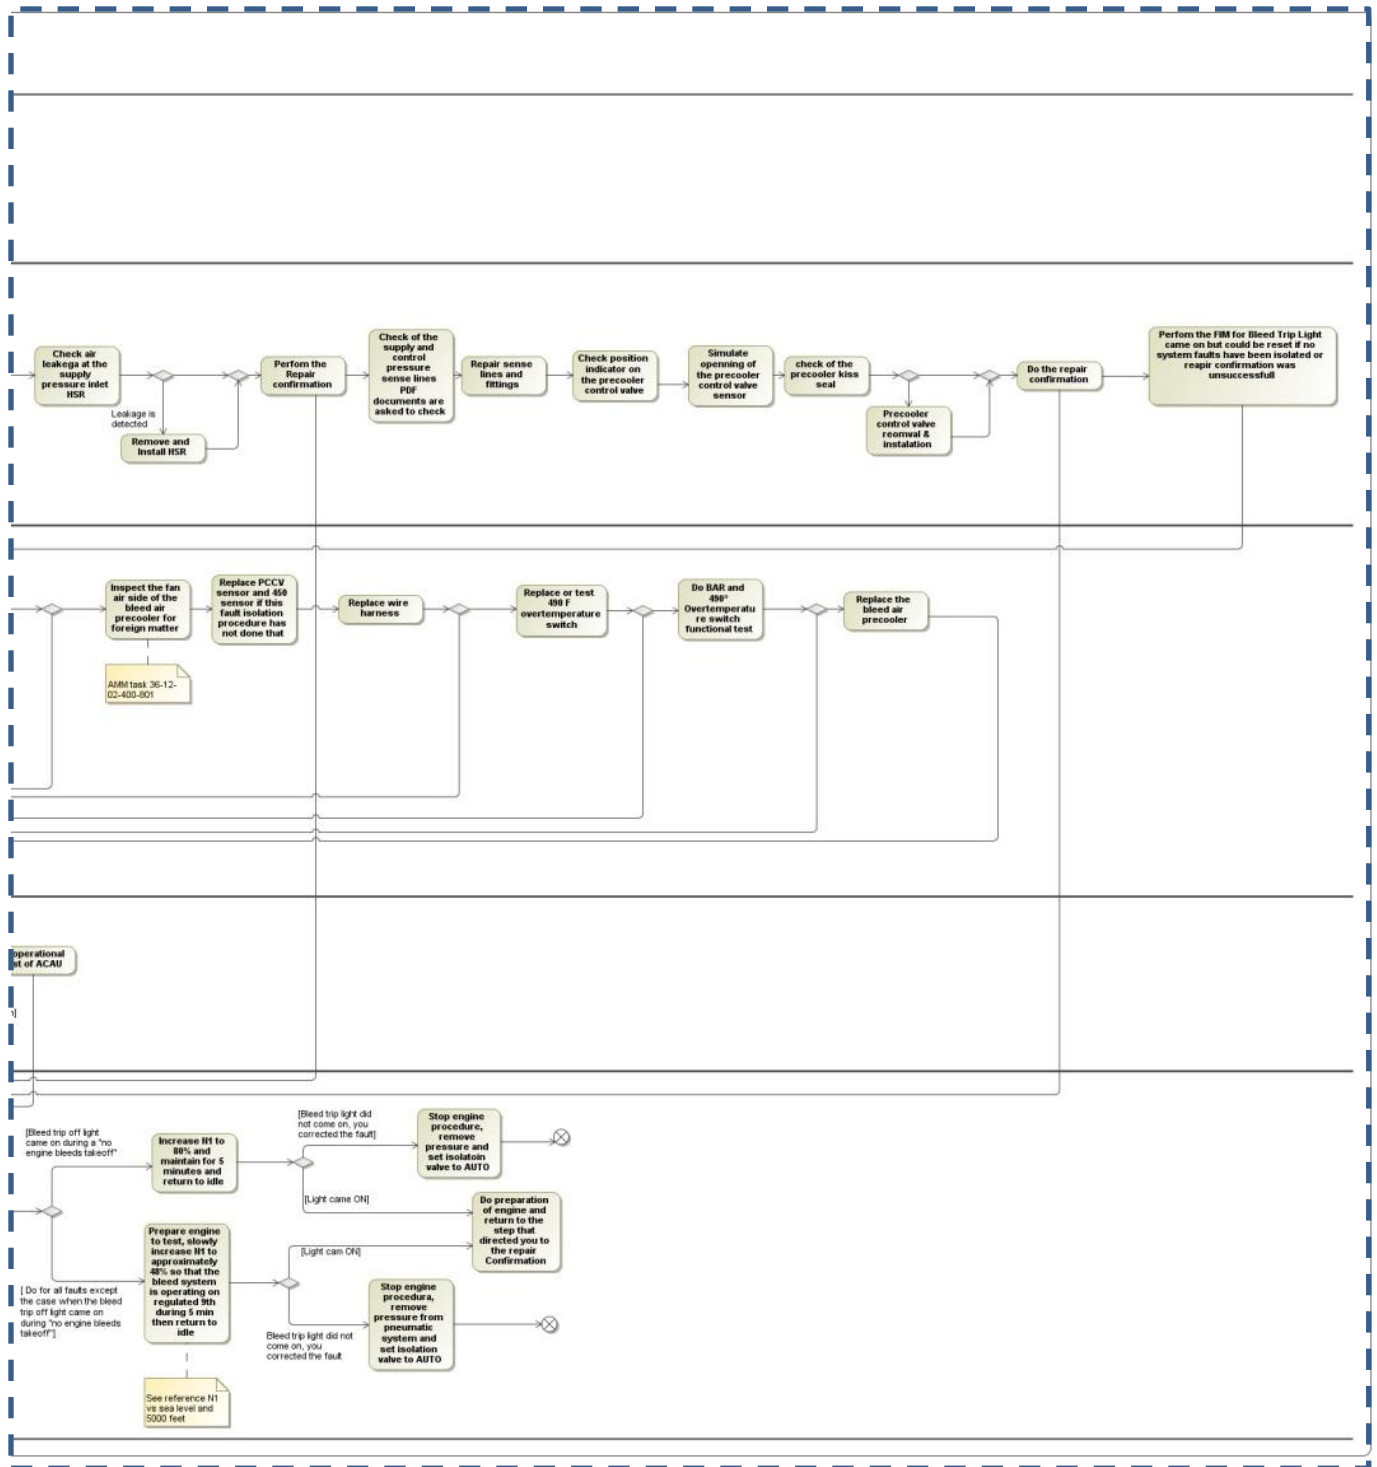 Check air
leakega at the
supply
pressure inlet
HSR
Leakage is
detected
Remove and
Install HSR
Perfom the
Repair
confirmation
Check of the
supply and
control
pressure
sense lines
PDF
documents are
asked to check
Repair sense
lines and
fittings
Check position
indicator on
the precooler
control valve
Simulate
openning of
the precooler
control valve
sensor
check of the
precooler kiss
seal
Precooler
control valve
reomval &
instalation
Do the repair
confirmation
Perfom the FIM for Bleed Trip Light
came on but could be reset if no
system faults have been isolated or
reapir confirmation was
unsuccessfull
Inspect the fan
air side of the
bleed air
precooler for
foreign matter
AMM task 36-12-
02-400-801
Replace PCCV
sensor and 450
sensor if this
fault isolation
procedure has
not done that
Replace wire
harness
Replace or test
490 F
overtemperature
switch
Do BAR and
490°
Overtemperatu
re switch
functional test
Replace the
bleed air
precooler
operational
st of ACAU
[Bleed trip off light
came on during a "no
engine bleeds takeoff"
Increase N1 to
80% and
maintain for 5
minutes and
return to idle
[Bleed trip light did
not come on, you
corrected the fault]
Stop engine
procedure,
remove
pressure and
set isolatoin
valve to AUTO
[Light came ON]
Do preparation
of engine and
return to the
step that
directed you to
the repair
Confirmation
[ Do for all faults except
the case when the bleed
trip off light came on
during "no engine bleeds
takeoff"]
Prepare engine
to test, slowly
increase N1 to
approximately
48% so that the
bleed system
is operating on
regulated 9th
during 5 min
then return to
idle
[Light cam ON]
Bleed trip light did not
come on, you
corrected the fault
Stop engine
procedura,
remove
pressure from
pneumatic
system and
set isolation
valve to AUTO
See reference N1
vs sea level and
5000 feet